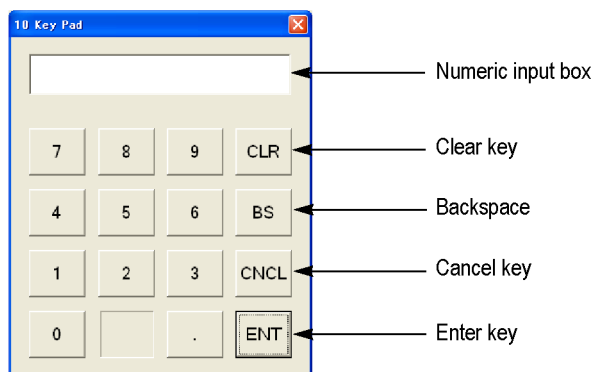 10 Key Pad
Numeric input box
7 8 9 CLR Clear key
4 5 6 BS Backspace
1 2 3 CNCL Cancel key
0 . ENT Enter key